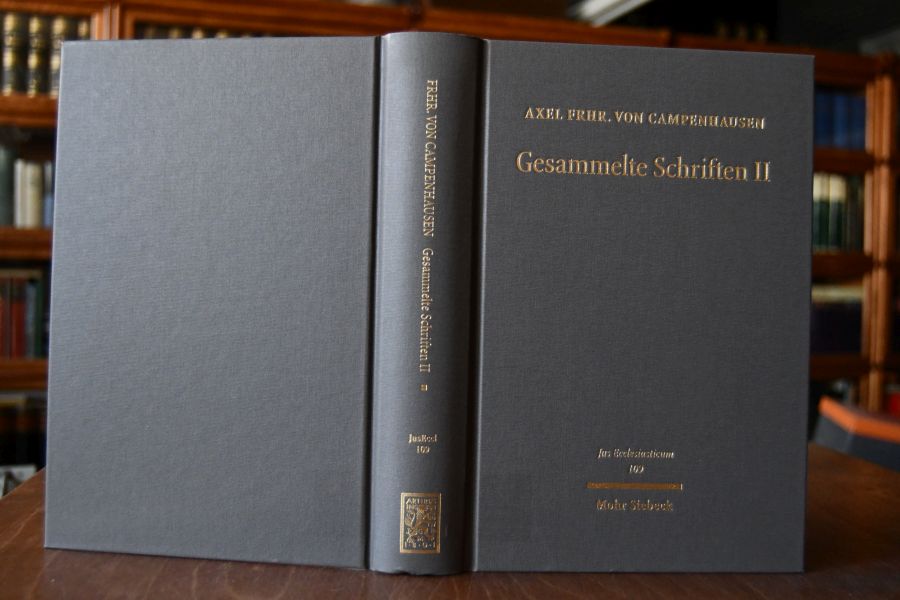 FRHR. VON CAMPENHAUSEN Gesammelte Schriften II
JusEccl
109
AXEL FRHR. VON CAMPENHAUSEN
Gesammelte Schriften II
Jus Ecclesiasticum
109
Mohr Siebeck